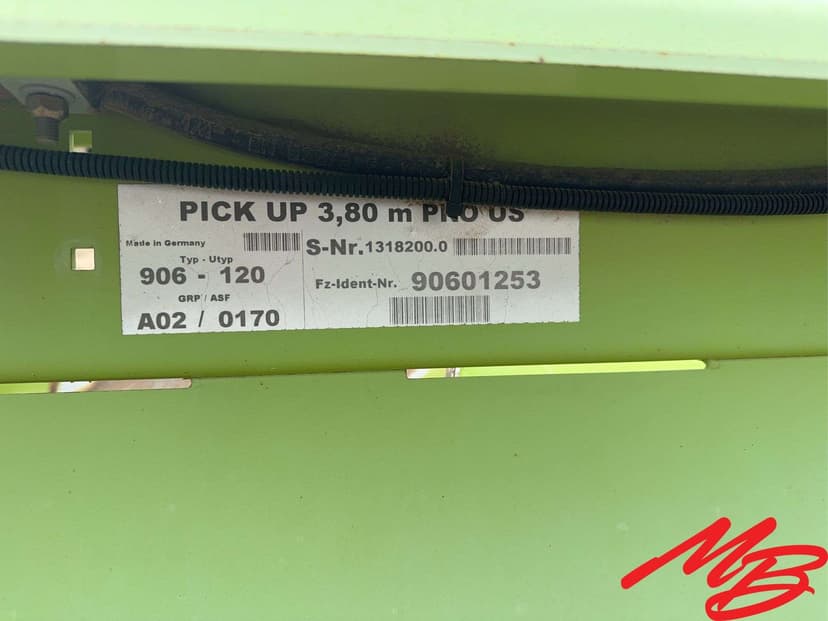 PICK UP 3,80 m PRO US
Made in Germany
S-Nr.1318200.0
Typ - Utyp
906 - 120
Fz-Ident-Nr. 90601253
GRP / ASF
A02 / 0170
MB